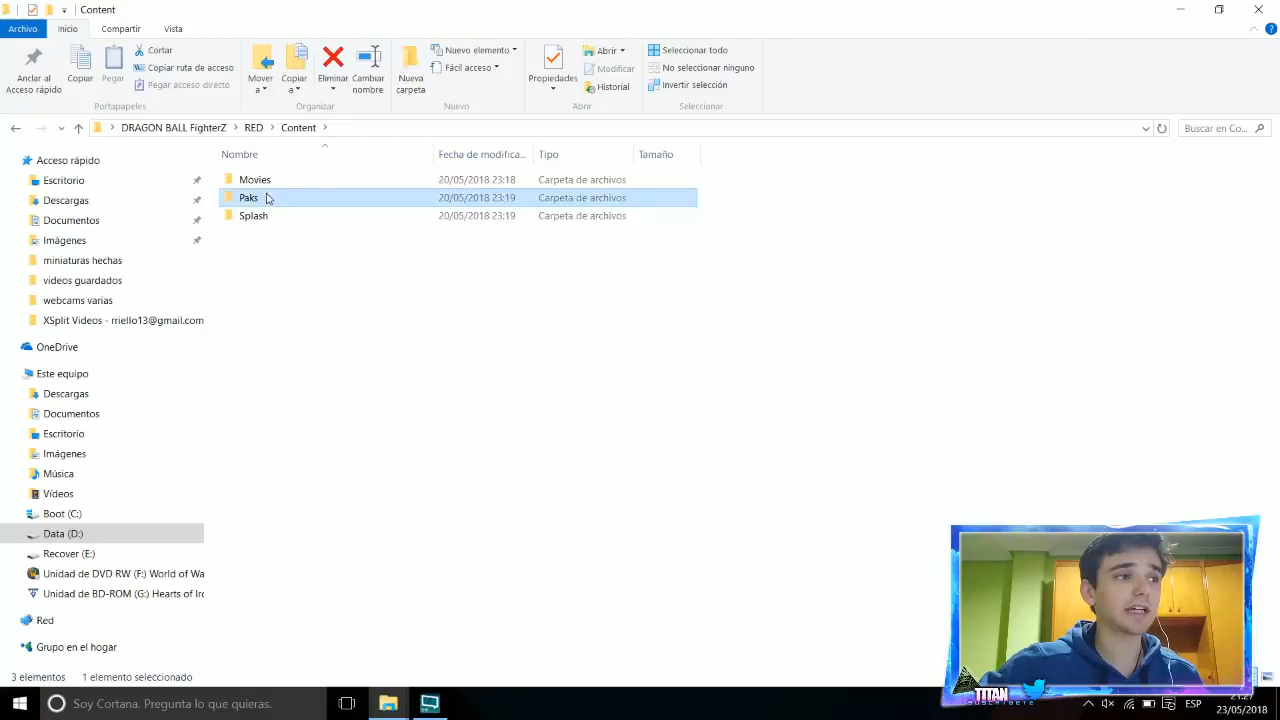 Content
Archivo Inicio Compartir Vista
Anclar al Acceso rápido
Copiar
Pegar
Cortar
Copiar ruta de acceso
Pegar acceso directo
Portapapeles
Mover a
Copiar a
Eliminar
Cambiar nombre
Organizar
Nueva carpeta
Nuevo elemento
Fácil acceso
Nuevo
Propiedades
Abrir
Modificar
Historial
Abrir
Seleccionar todo
No seleccionar ninguno
Invertir selección
Seleccionar
DRAGON BALL FighterZ > RED > Content >
Buscar en Co...
Nombre Fecha de modifica... Tipo Tamaño
Movies 20/05/2018 23:18 Carpeta de archivos
Paks 20/05/2018 23:19 Carpeta de archivos
Splash 20/05/2018 23:19 Carpeta de archivos
Acceso rápido
Escritorio
Descargas
Documentos
Imágenes
miniaturas hechas
videos guardados
webcams varias
XSplit Videos - rriello13@gmail.com
OneDrive
Este equipo
Descargas
Documentos
Escritorio
Imágenes
Música
Vídeos
Boot (C:)
Data (D:)
Recover (E:)
Unidad de DVD RW (F:) World of Wa
Unidad de BD-ROM (G:) Hearts of Iro
Red
Grupo en el hogar
3 elementos 1 elemento seleccionado
TITAN
SUSCRIBETE
Soy Cortana. Pregunta lo que quieras.
ESP
23/05/2018